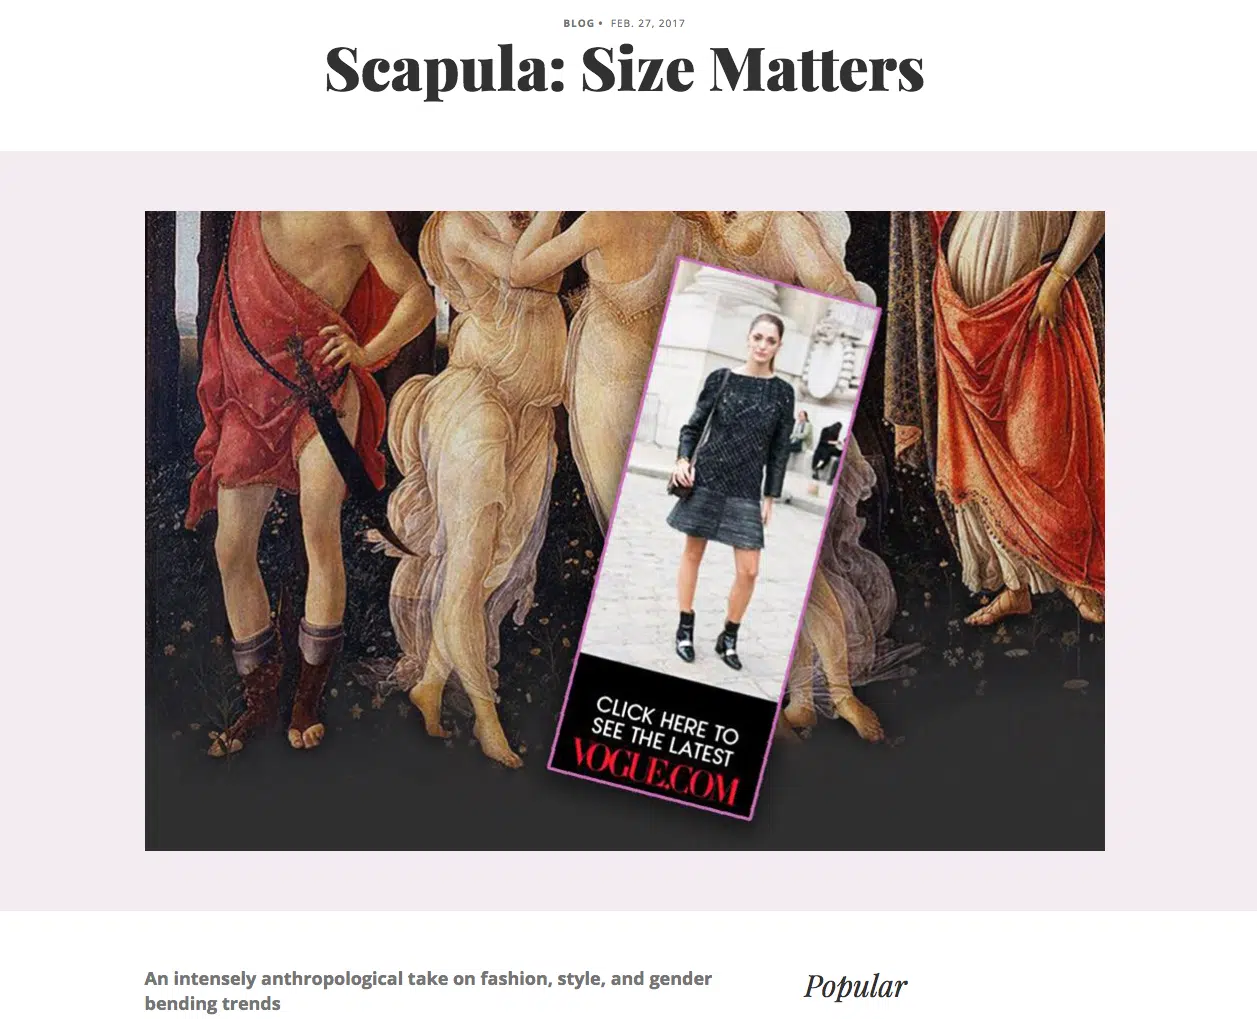 BLOG • FEB. 27, 2017
Scapula: Size Matters
CLICK HERE TO
SEE THE LATEST
VOGUE.COM
An intensely anthropological take on fashion, style, and gender
bending trends
Popular